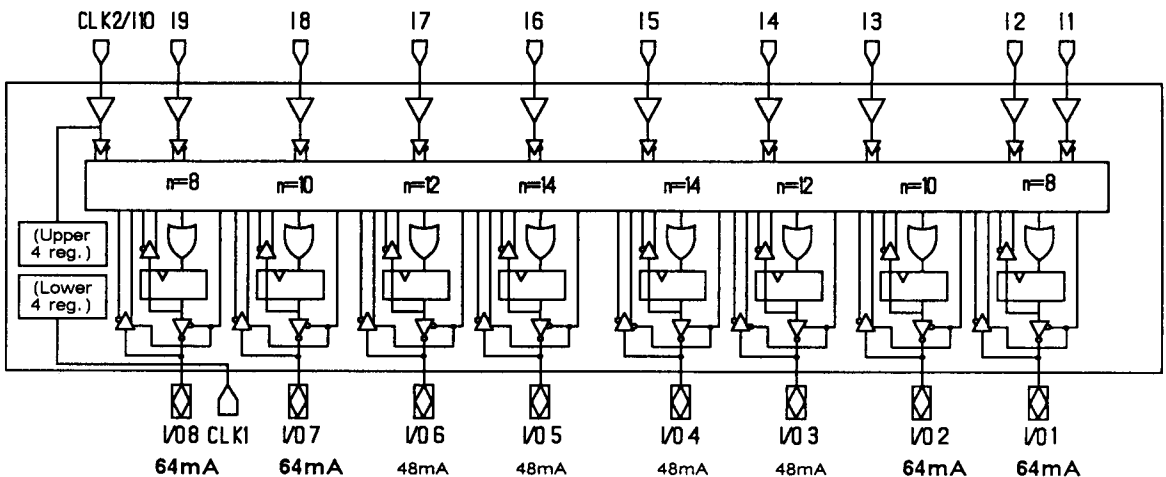 CLK2/I10 I9 I8 I7 I6 I5 I4 I3 I2 I1
n=8 n=10 n=12 n=14 n=14 n=12 n=10 n=8
(Upper
4 reg.)
(Lower
4 reg.)
I/O8 CLK1 I/O7 I/O6 I/O5 I/O4 I/O3 I/O2 I/O1
64mA 64mA 48mA 48mA 48mA 48mA 64mA 64mA